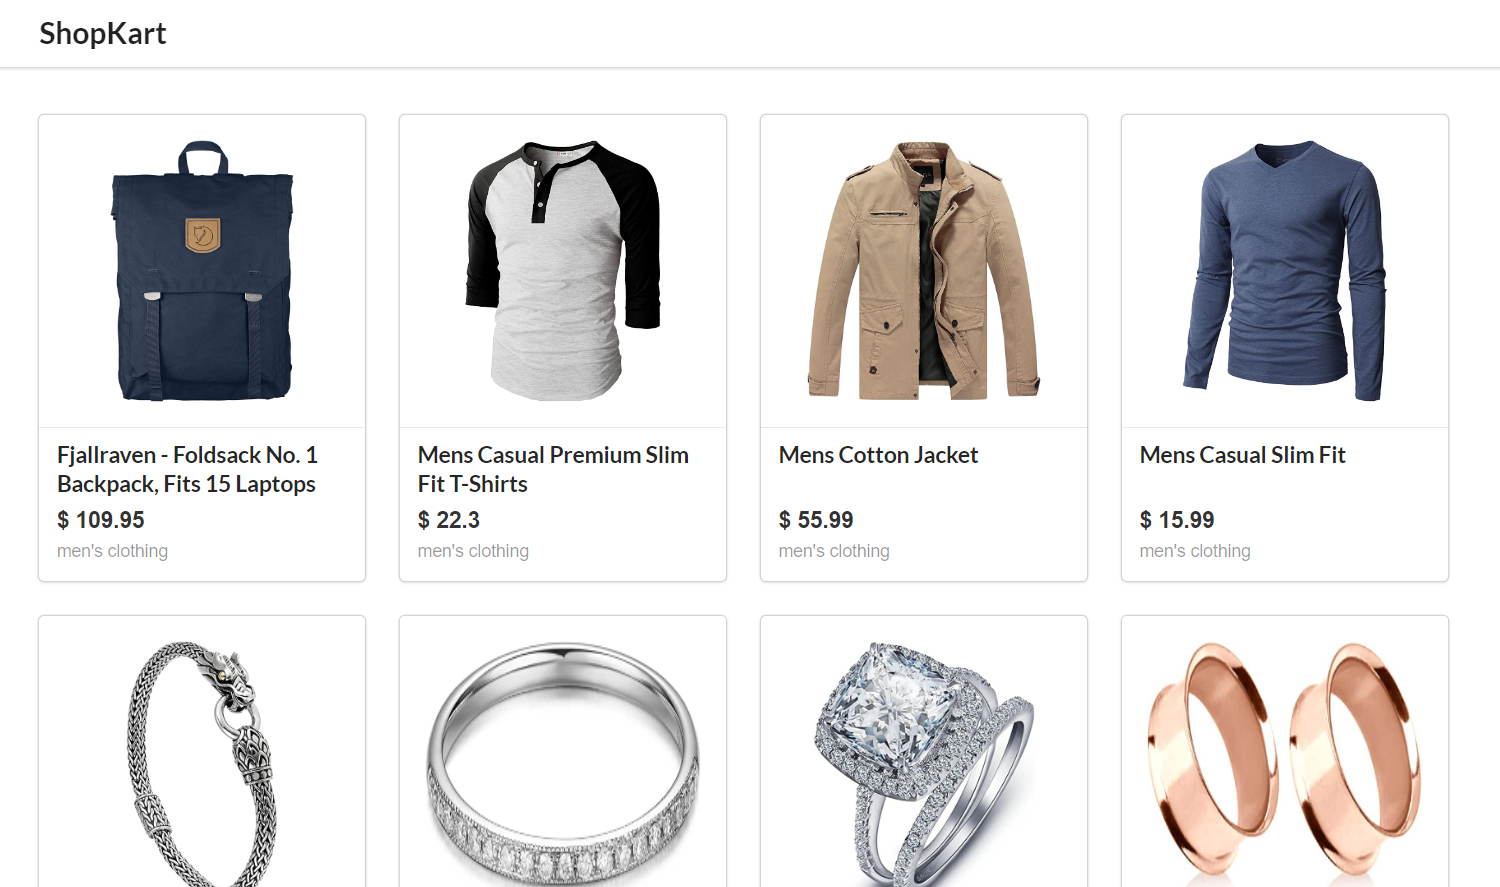 ShopKart
Fjallraven - Foldsack No. 1
Backpack, Fits 15 Laptops
$ 109.95
men's clothing
Mens Casual Premium Slim
Fit T-Shirts
$ 22.3
men's clothing
Mens Cotton Jacket
$ 55.99
men's clothing
Mens Casual Slim Fit
$ 15.99
men's clothing